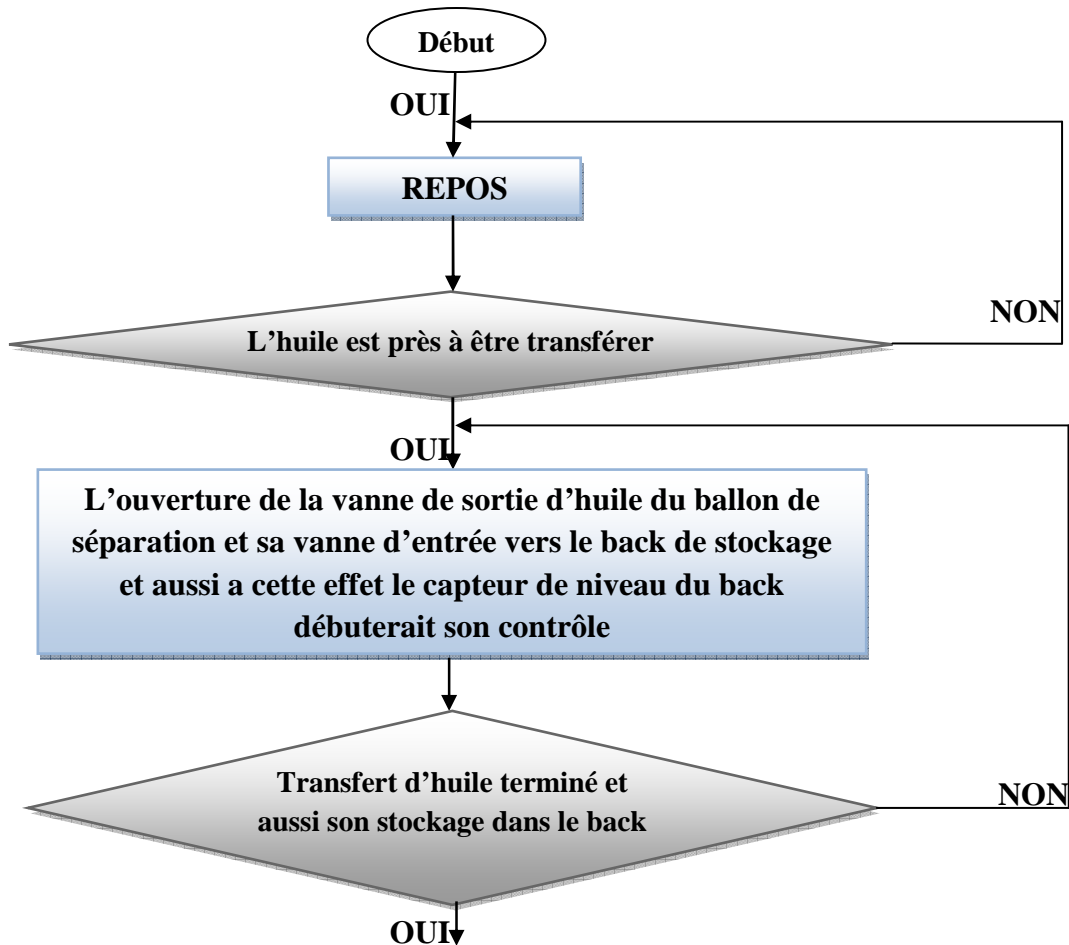 Début
OUI
REPOS
NON
L'huile est près à être transférer
OUI
L'ouverture de la vanne de sortie d'huile du ballon de
séparation et sa vanne d'entrée vers le back de stockage
et aussi a cette effet le capteur de niveau du back
débuterait son contrôle
Transfert d'huile terminé et
aussi son stockage dans le back
NON
OUI